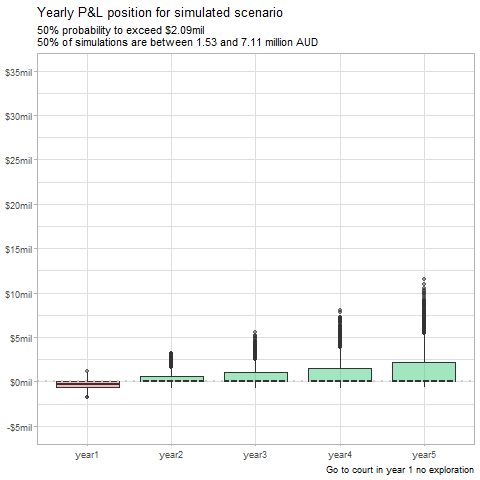 Yearly P&L position for simulated scenario
50% probability to exceed $2.09mil
50% of simulations are between 1.53 and 7.11 million AUD
$35mil
$30mil
$25mil
$20mil
$15mil
$10mil
$5mil
$0mil
-$5mil
year1 year2 year3 year4 year5
Go to court in year 1 no exploration